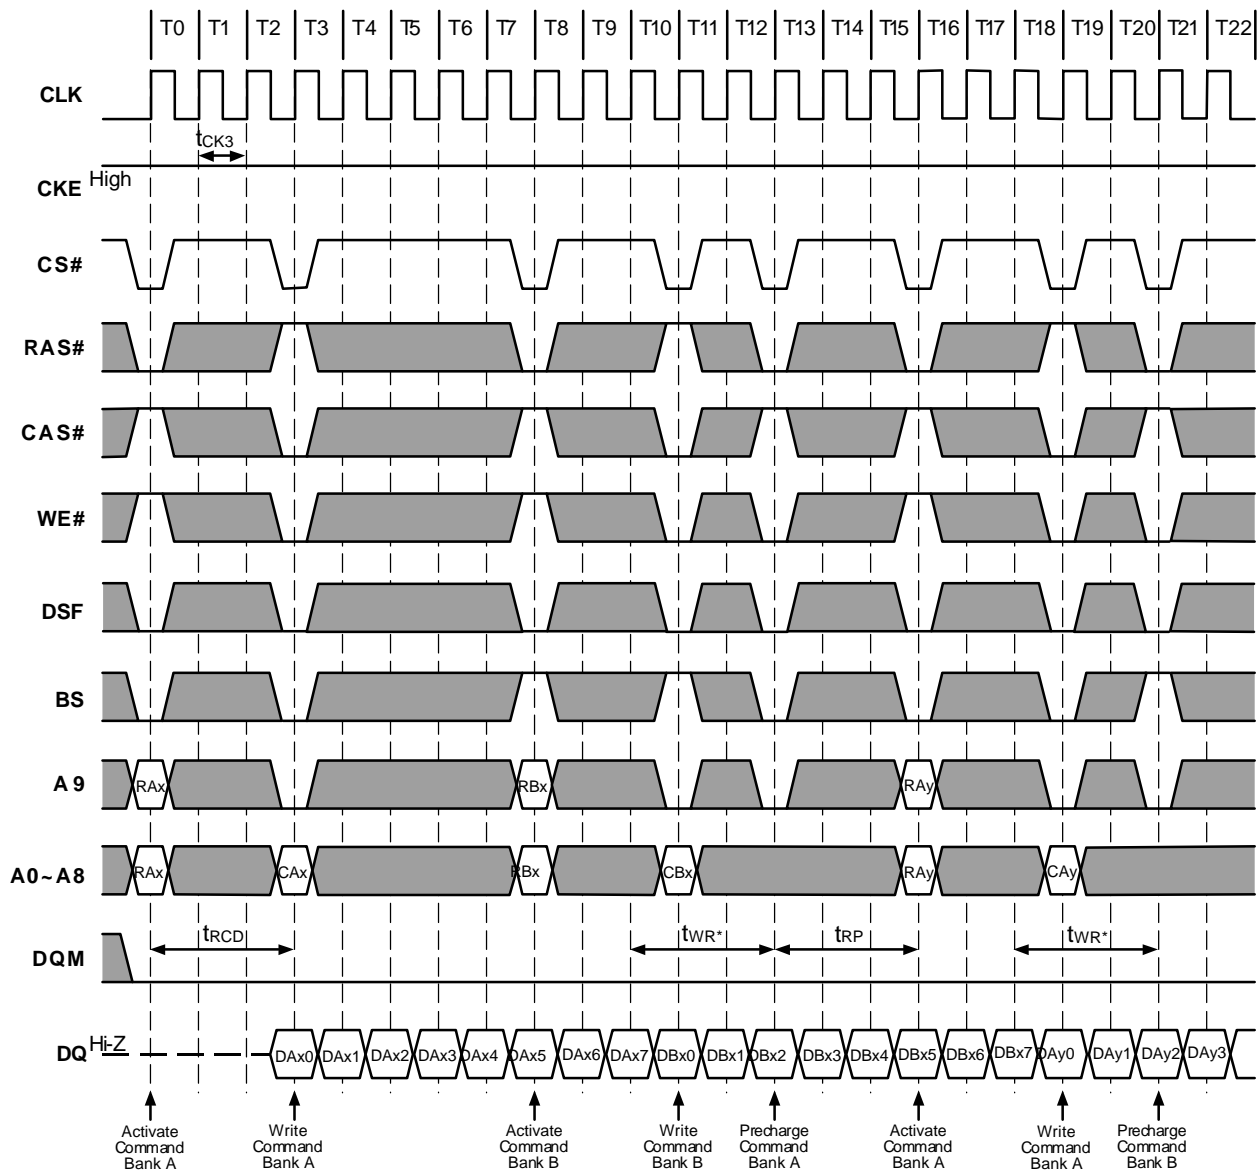 T0 T1 T2 T3 T4 T5 T6 T7 T8 T9 T10 T11 T12 T13 T14 T15 T16 T17 T18 T19 T20 T21 T22
CLK
tCK3
CKE High
CS#
RAS#
CAS#
WE#
DSF
BS
A9 RAx RBx RAy
A0~A8 RAx CAx RBx CBx RAy CAy
DQM tRCD tWR* tRP tWR*
DQ Hi-Z DAx0 DAx1 DAx2 DAx3 DAx4 DAx5 DAx6 DAx7 DBx0 DBx1 DBx2 DBx3 DBx4 DBx5 DBx6 DBx7 DAy0 DAy1 DAy2 DAy3
Activate Write Activate Write Precharge Activate Write Precharge
Command Command Command Command Command Command Command Command
Bank A Bank A Bank B Bank B Bank A Bank A Bank A Bank B